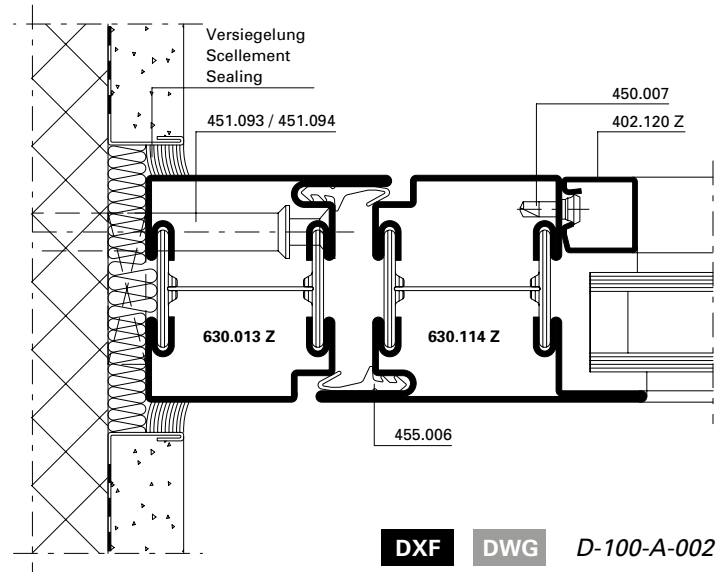 Versiegelung
Scellement
Sealing
451.093 / 451.094
450.007
402.120 Z
630.013 Z
630.114 Z
455.006
DXF
DWG
D-100-A-002